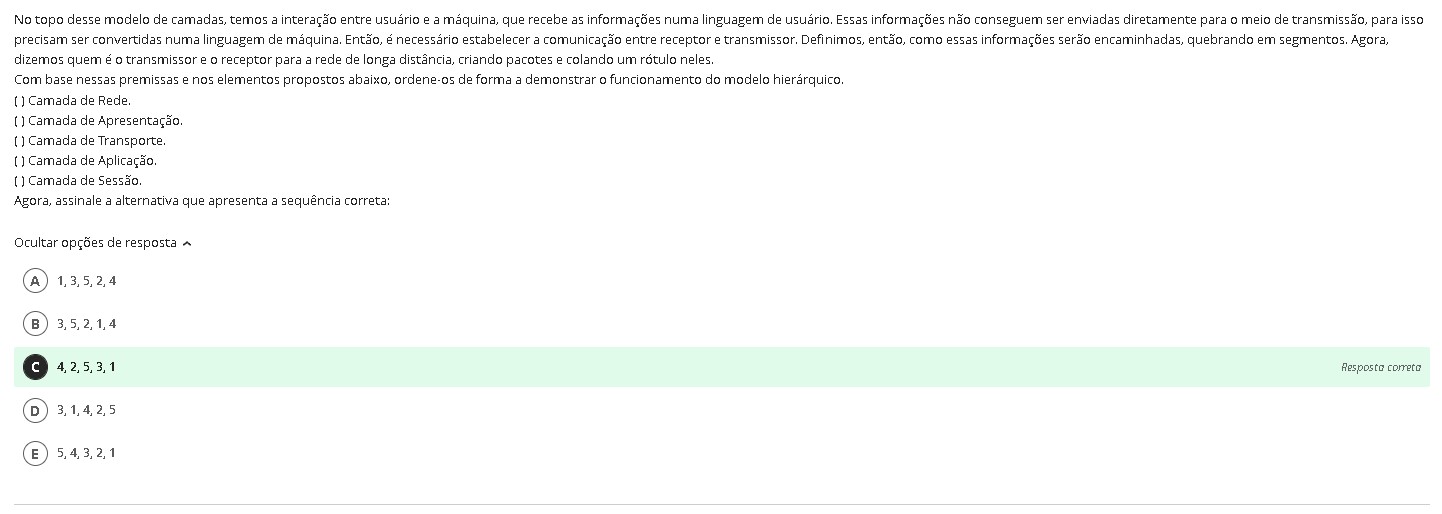 No topo desse modelo de camadas, temos a interação entre usuário e a máquina, que recebe as informações numa linguagem de usuário. Essas informações não conseguem ser enviadas diretamente para o meio de transmissão, para isso
precisam ser convertidas numa linguagem de máquina. Então, é necessário estabelecer a comunicação entre receptor e transmissor. Definimos, então, como essas informações serão encaminhadas, quebrando em segmentos. Agora,
dizemos quem é o transmissor e o receptor para a rede de longa distância, criando pacotes e colando um rótulo neles.
Com base nessas premissas e nos elementos propostos abaixo, ordene-os de forma a demonstrar o funcionamento do modelo hierárquico.
( ) Camada de Rede.
( ) Camada de Apresentação.
( ) Camada de Transporte.
( ) Camada de Aplicação.
( ) Camada de Sessão.
Agora, assinale a alternativa que apresenta a sequência correta:
Ocultar opções de resposta
A 1, 3, 5, 2, 4
B 3, 5, 2, 1, 4
C 4, 2, 5, 3, 1 Resposta correta
D 3, 1, 4, 2, 5
E 5, 4, 3, 2, 1